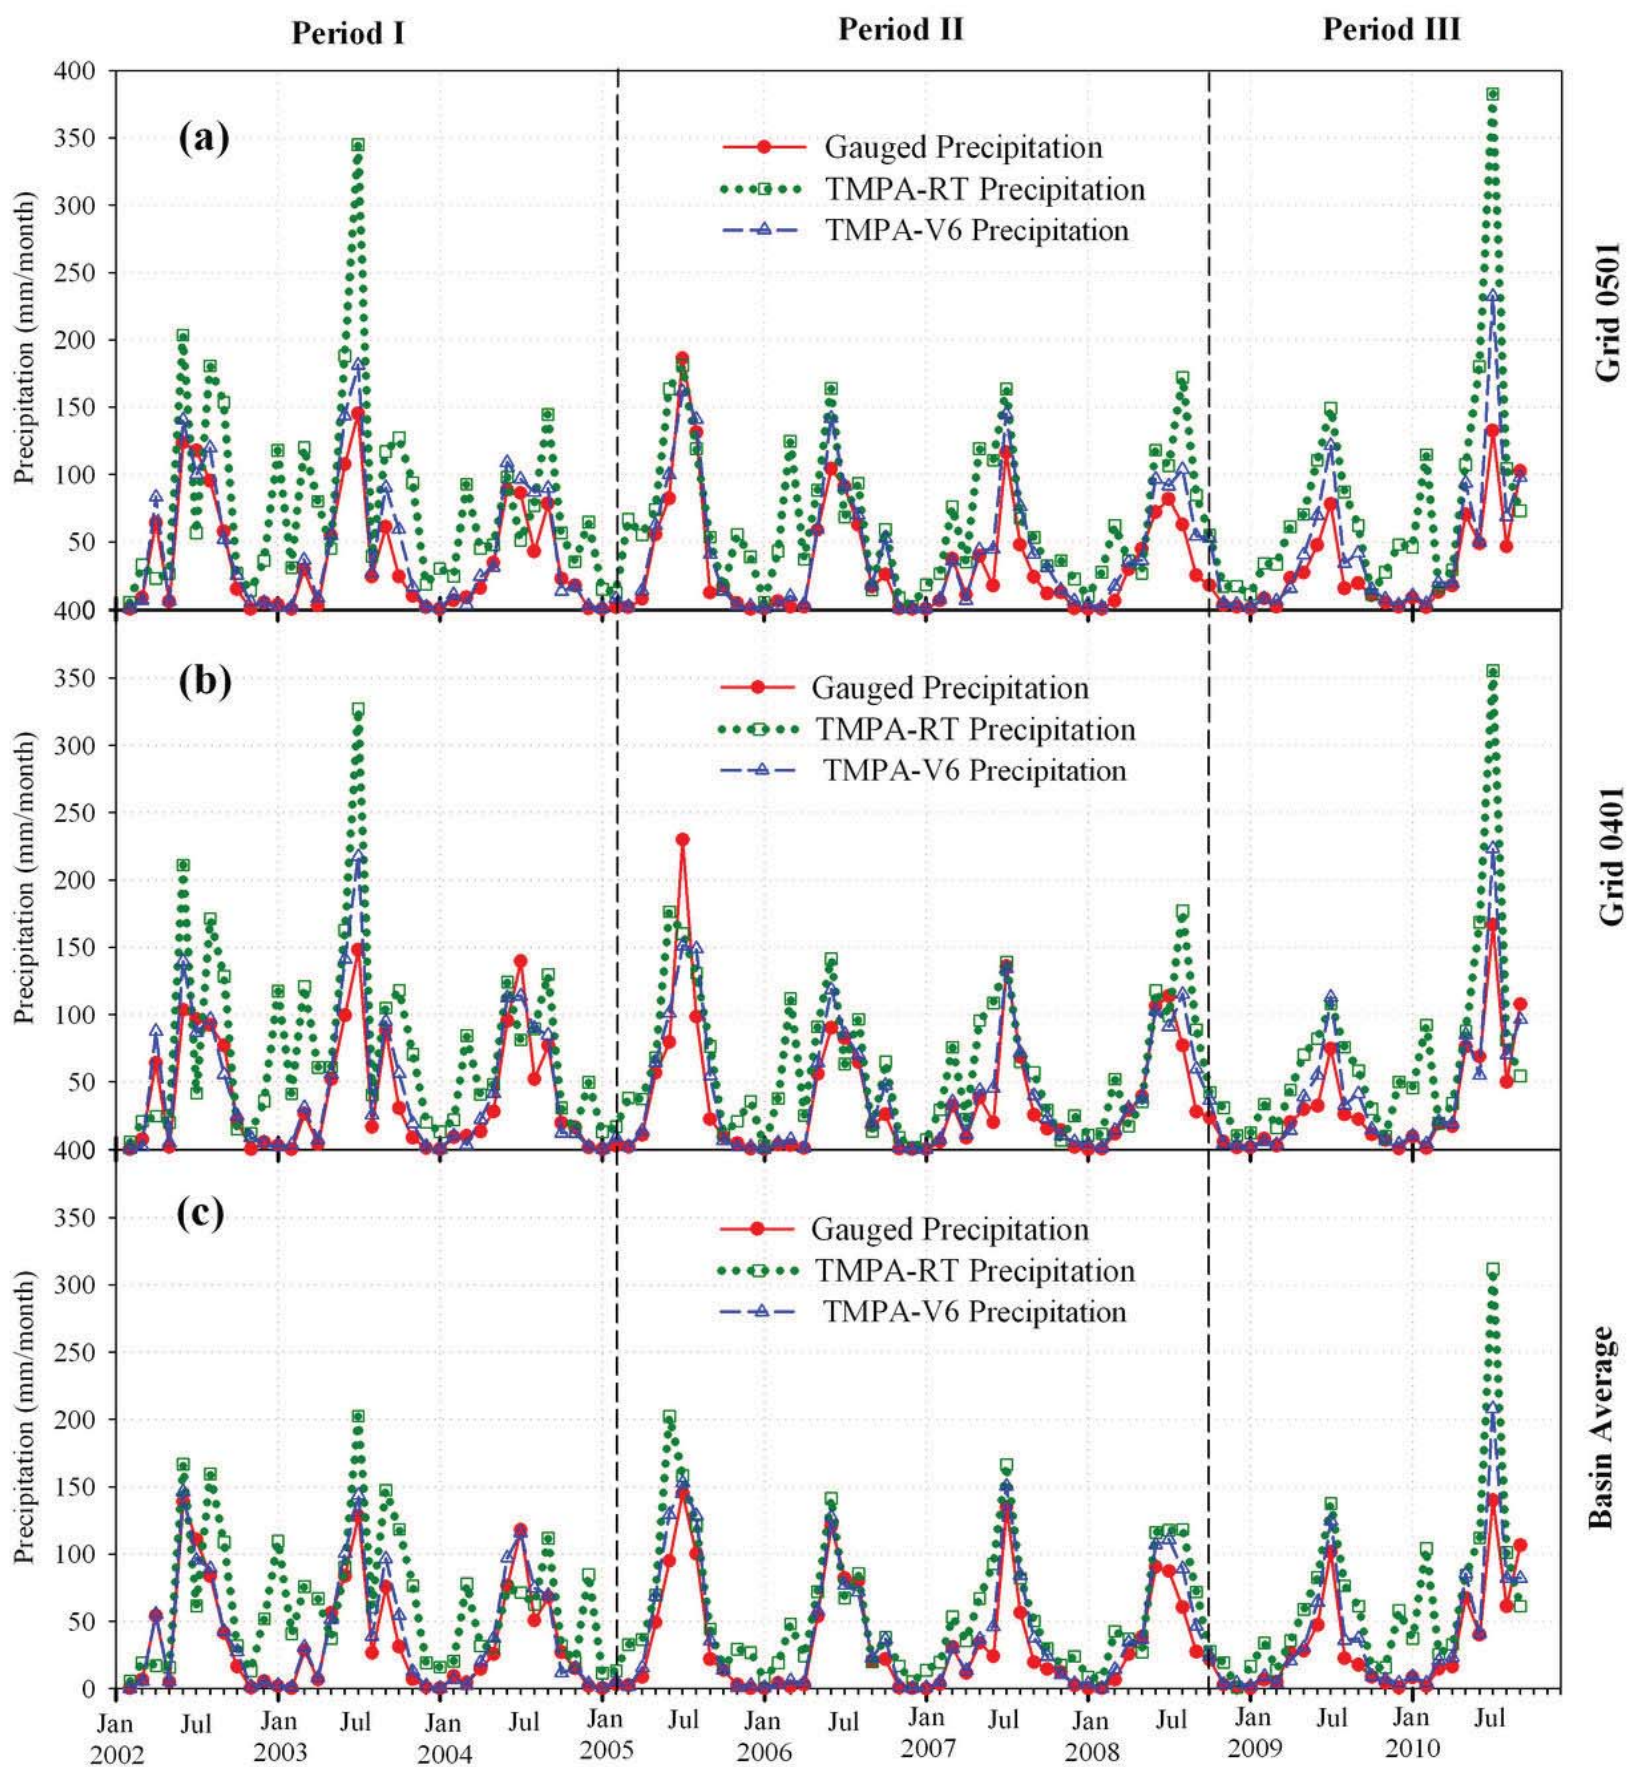 Period I Period II Period III
400
350
300
250
200
150
100
50
400
(a)
Gauged Precipitation
TMPA-RT Precipitation
TMPA-V6 Precipitation
Precipitation (mm/month)
Grid 0501
350
300
250
200
150
100
50
400
(b)
Gauged Precipitation
TMPA-RT Precipitation
TMPA-V6 Precipitation
Precipitation (mm/month)
Grid 0401
350
300
250
200
150
100
50
0
(c)
Gauged Precipitation
TMPA-RT Precipitation
TMPA-V6 Precipitation
Precipitation (mm/month)
Basin Average
Jan Jul Jan Jul Jan Jul Jan Jul Jan Jul Jan Jul Jan Jul Jan Jul Jan Jul
2002 2003 2004 2005 2006 2007 2008 2009 2010